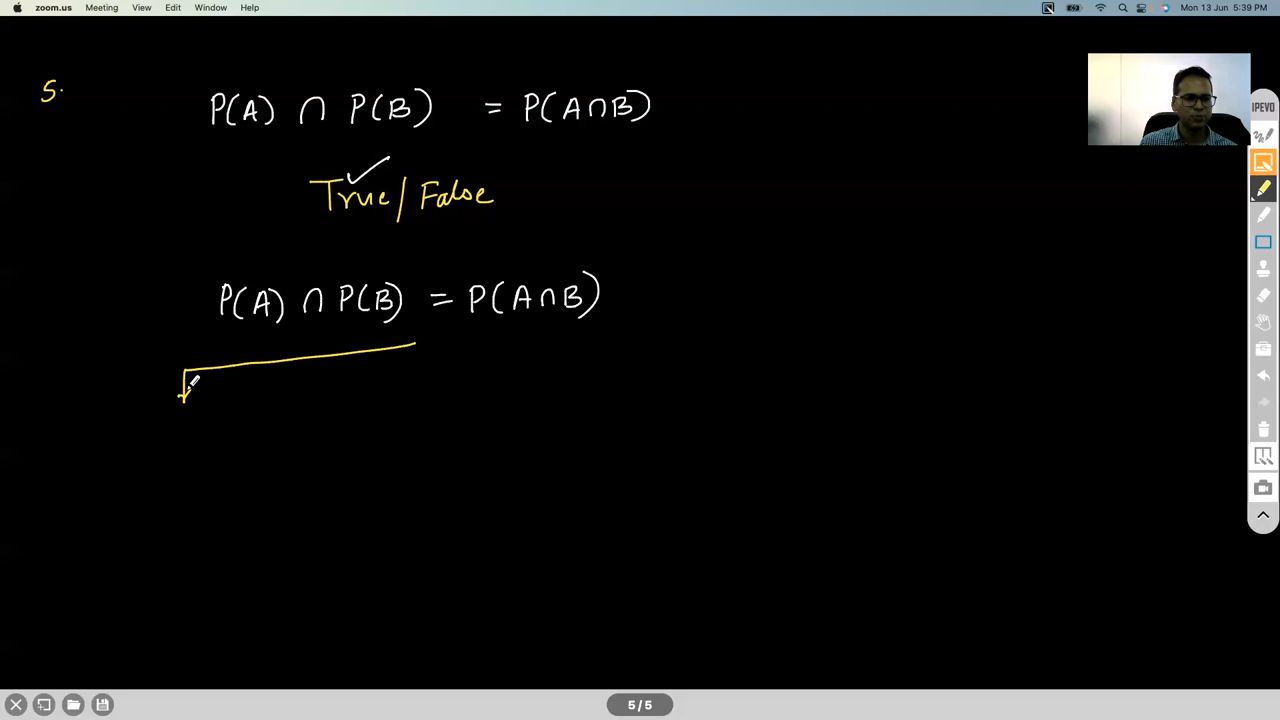 zoom.us Meeting View Edit Window Help Mon 13 Jun 5:39 PM
5.
P(A) ∩ P(B) = P(A∩B)
True/False
P(A) ∩ P(B) = P(A∩B)
IPEVO
5/5